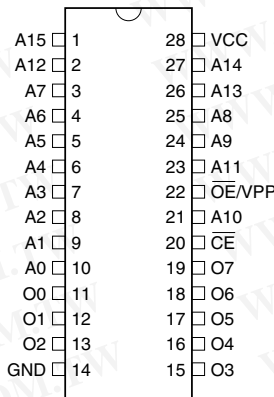 A15 1 28 VCC
A12 2 27 A14
A7 3 26 A13
A6 4 25 A8
A5 5 24 A9
A4 6 23 A11
A3 7 22 O̅E̅/VPP
A2 8 21 A10
A1 9 20 C̅E̅
A0 10 19 O7
O0 11 18 O6
O1 12 17 O5
O2 13 16 O4
GND 14 15 O3